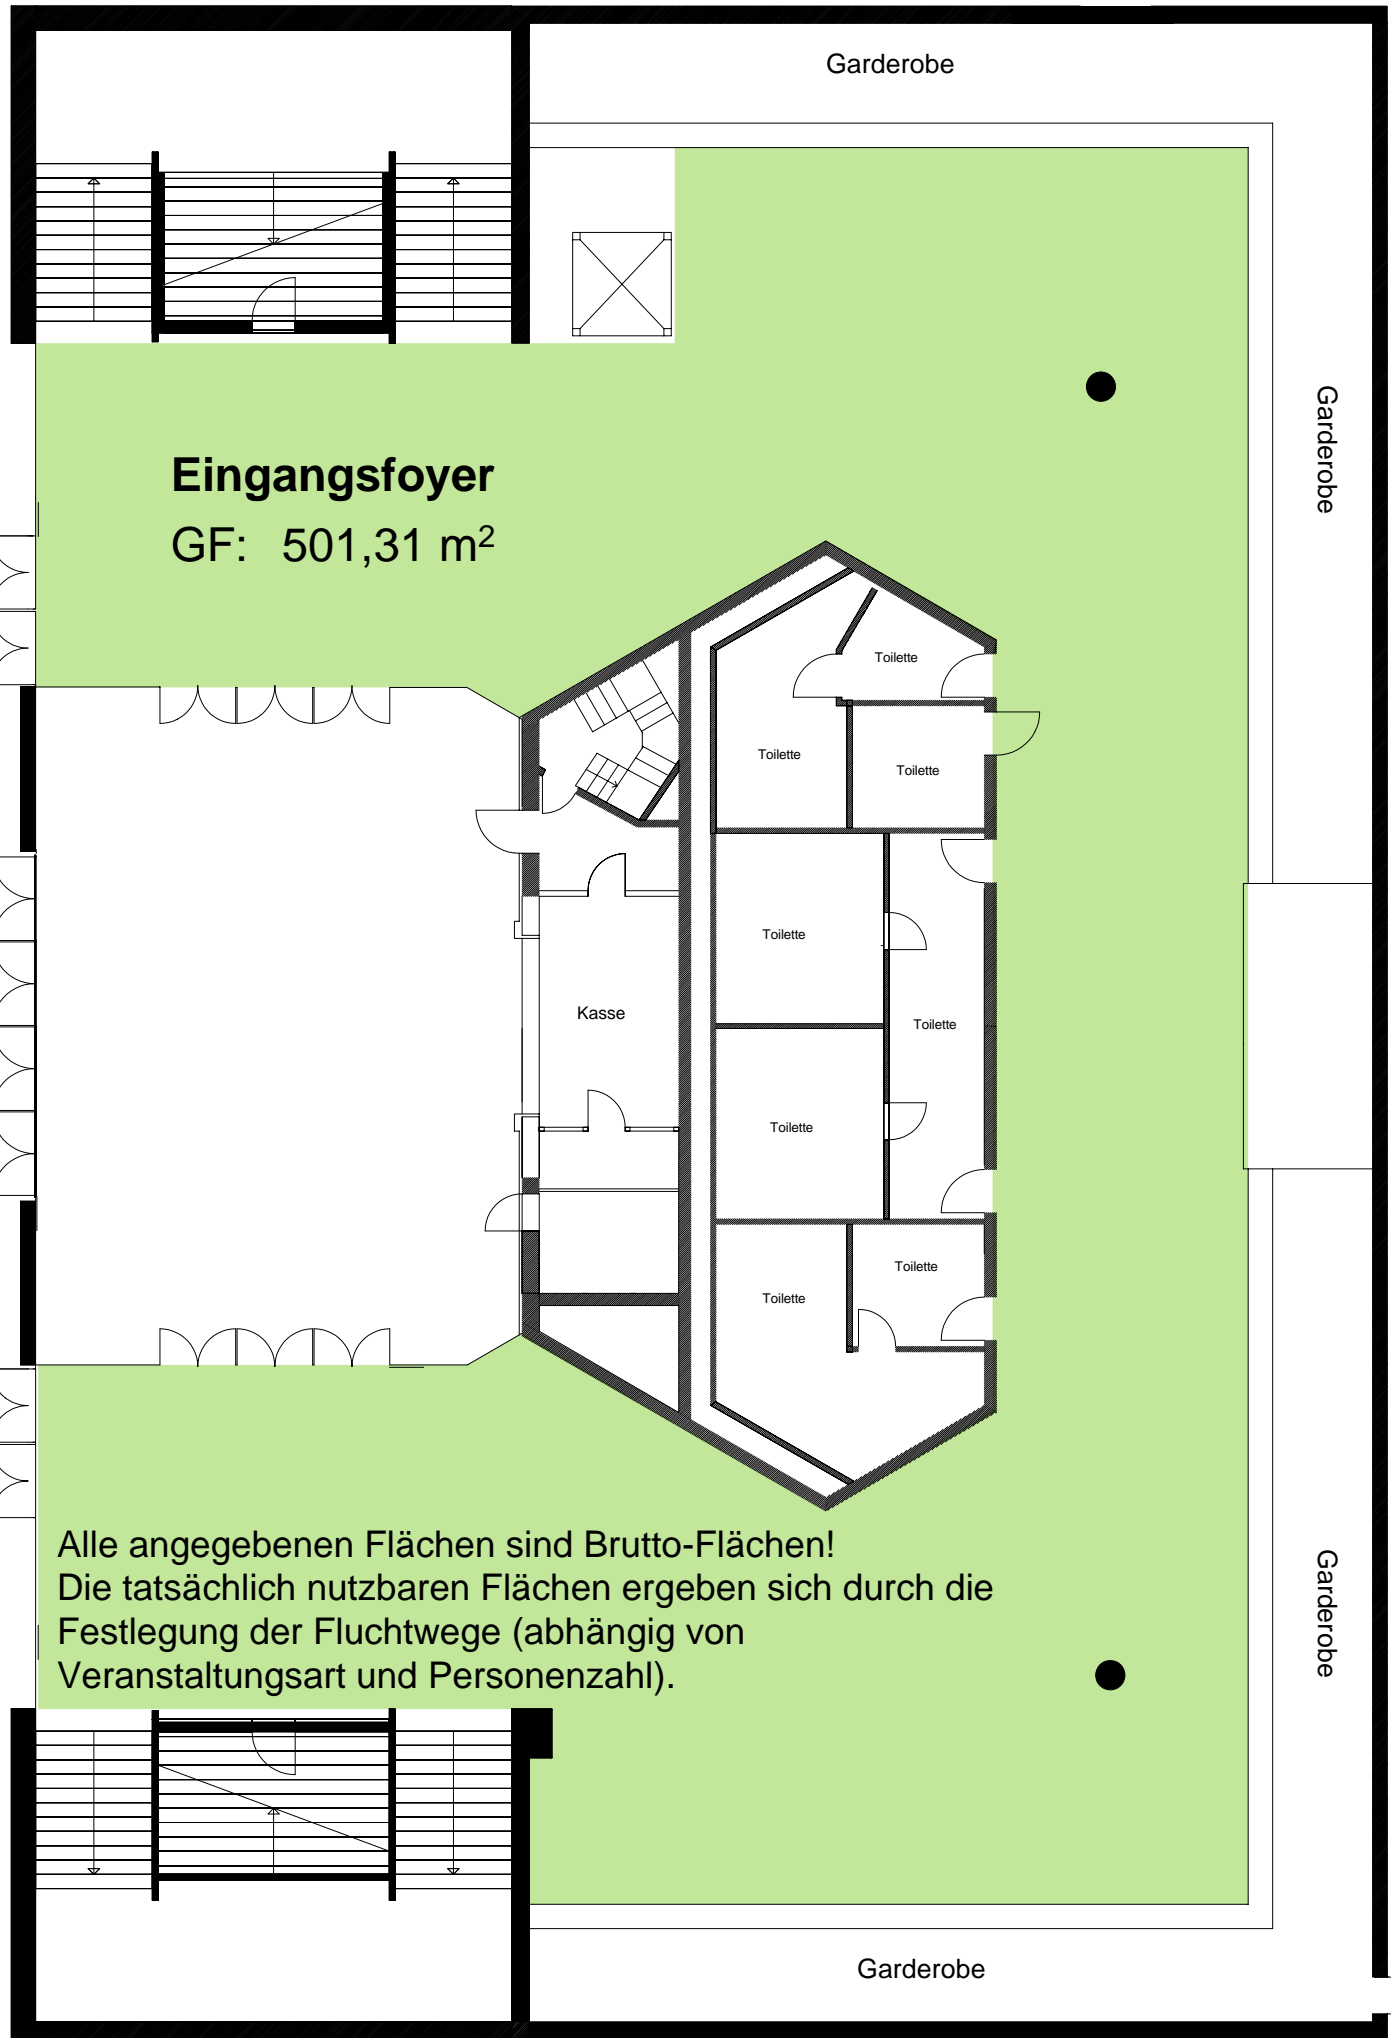 Garderobe
Garderobe
Eingangsfoyer
GF: 501,31 m²
Toilette
Toilette
Toilette
Toilette
Kasse
Toilette
Toilette
Toilette
Toilette
Alle angegebenen Flächen sind Brutto-Flächen!
Die tatsächlich nutzbaren Flächen ergeben sich durch die
Festlegung der Fluchtwege (abhängig von
Veranstaltungsart und Personenzahl).
Garderobe
Garderobe